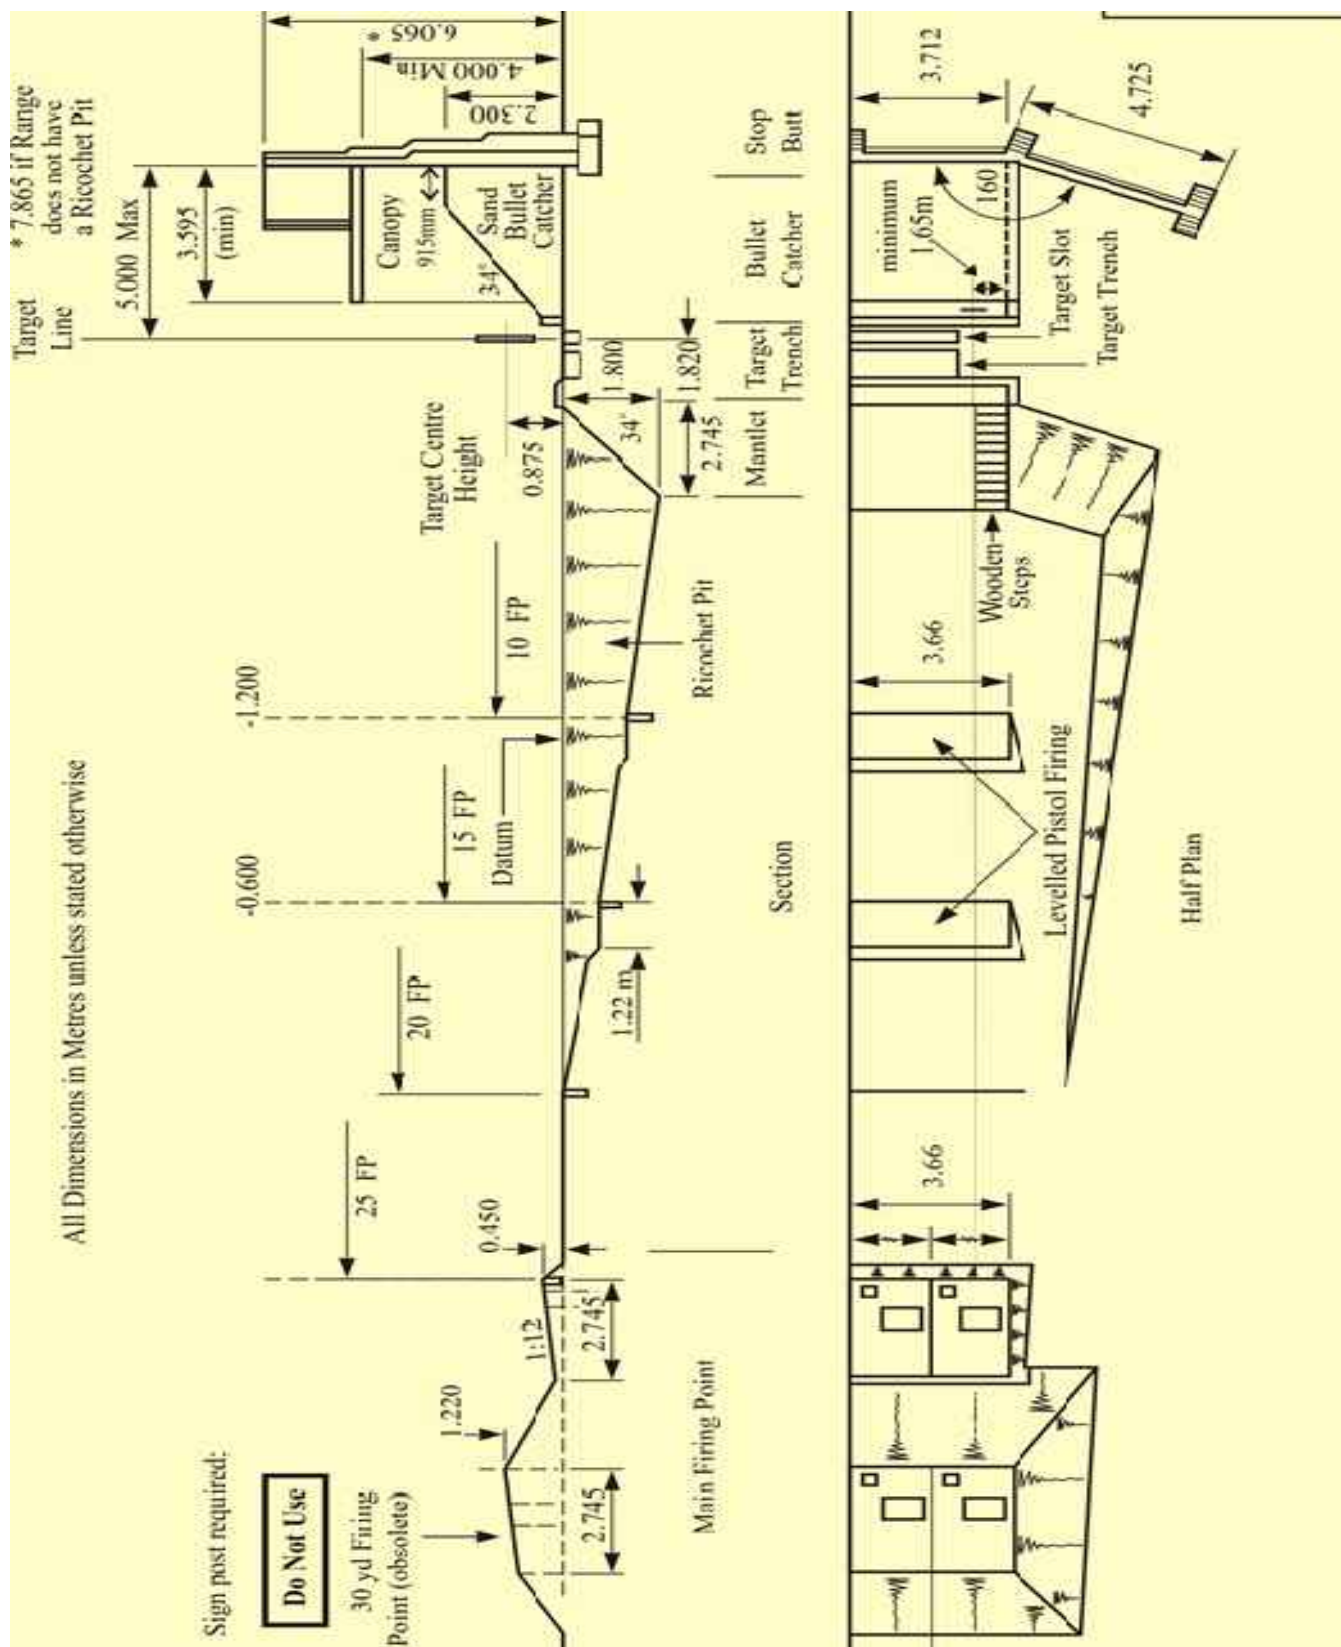 * 7.865 if Range
does not have
a Ricochet Pit
6.065 *
4.000 Min
2.300
5.000 Max
3.595
(min)
Target
Line
Canopy
915mm
Sand
Bullet
Catcher
34°
Target Centre
Height
0.875
1.800
34°
1.820
2.745
-1.200
10 FP
Datum
Ricochet Pit
-0.600
15 FP
1.22 m
20 FP
25 FP
0.450
1:12
2.745
1.220
2.745
All Dimensions in Metres unless stated otherwise
Sign post required:
Do Not Use
30 yd Firing
Point (obsolete)
Main Firing Point
Section
Mantlet
Target
Trench
Bullet
Catcher
Stop
Butt
3.712
4.725
minimum
1.65m
160
Target Slot
Target Trench
Wooden
Steps
3.66
Levelled Pistol Firing
3.66
Half Plan